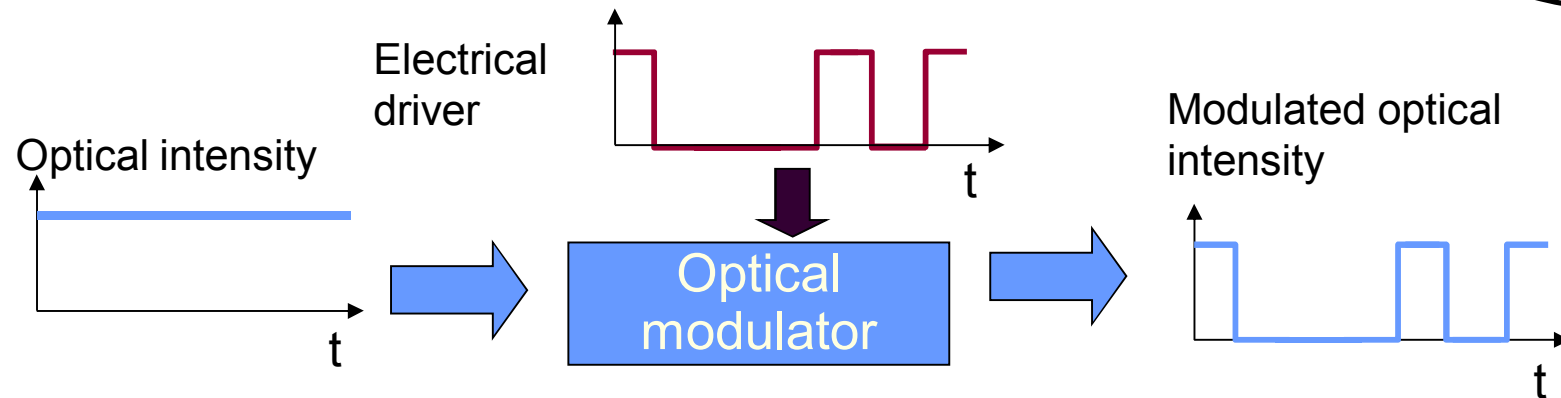 Optical intensity
t
Electrical
driver
t
Optical
modulator
Modulated optical
intensity
t